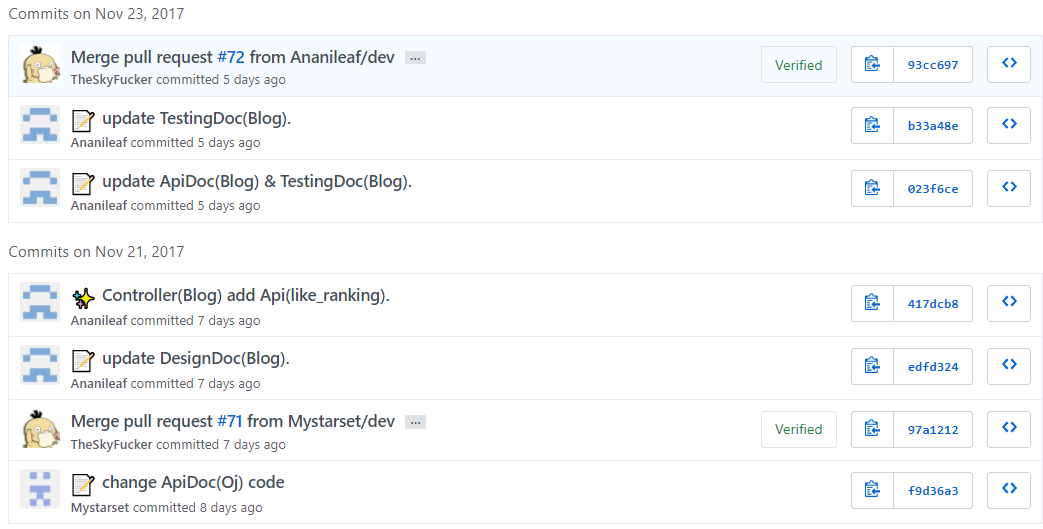 Commits on Nov 23, 2017
Merge pull request #72 from Ananileaf/dev …
Verified
93cc697
TheSkyFucker committed 5 days ago
update TestingDoc(Blog).
b33a48e
Ananileaf committed 5 days ago
update ApiDoc(Blog) & TestingDoc(Blog).
023f6ce
Ananileaf committed 5 days ago
Commits on Nov 21, 2017
Controller(Blog) add Api(like_ranking).
417dcb8
Ananileaf committed 7 days ago
update DesignDoc(Blog).
edfd324
Ananileaf committed 7 days ago
Merge pull request #71 from Mystarset/dev …
Verified
97a1212
TheSkyFucker committed 7 days ago
change ApiDoc(Oj) code
f9d36a3
Mystarset committed 8 days ago